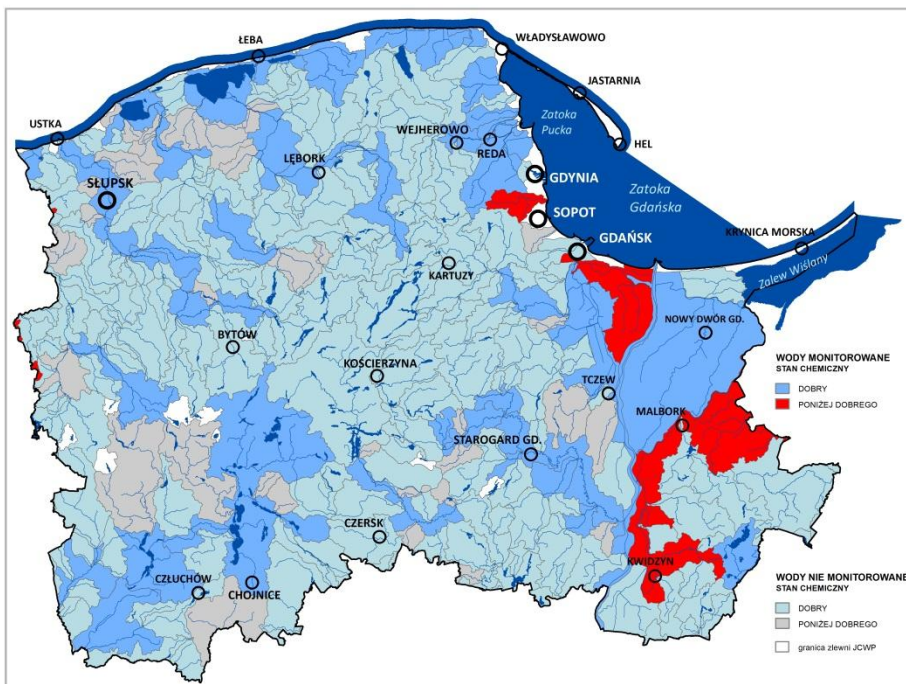 ŁEBA
WŁADYSŁAWOWO
JASTARNIA
USTKA
Zatoka
Pucka
WEJHEROWO
REDA
HEL
LĘBORK
GDYNIA
SŁUPSK
Zatoka
Gdańska
SOPOT
KRYNICA MORSKA
GDAŃSK
KARTUZY
Zalew Wiślany
NOWY DWÓR GD.
BYTÓW
KOŚCIERZYNA
TCZEW
MALBORK
STAROGARD GD.
CZERSK
KWIDZYN
CZŁUCHÓW
CHOJNICE
WODY MONITOROWANE
STAN CHEMICZNY
DOBRY
PONIŻEJ DOBREGO
WODY NIE MONITOROWANE
STAN CHEMICZNY
DOBRY
PONIŻEJ DOBREGO
granica zlewni JCWP